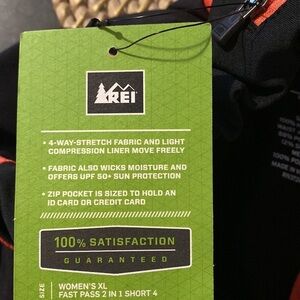 REI
• 4-WAY-STRETCH FABRIC AND LIGHT
COMPRESSION LINER MOVE FREELY
• FABRIC ALSO WICKS MOISTURE AND
OFFERS UPF 50+ SUN PROTECTION
• ZIP POCKET IS SIZED TO HOLD AN
ID CARD OR CREDIT CARD
100% SATISFACTION
GUARANTEED
SIZE
WOMEN'S XL
FAST PASS 2 IN 1 SHORT 4